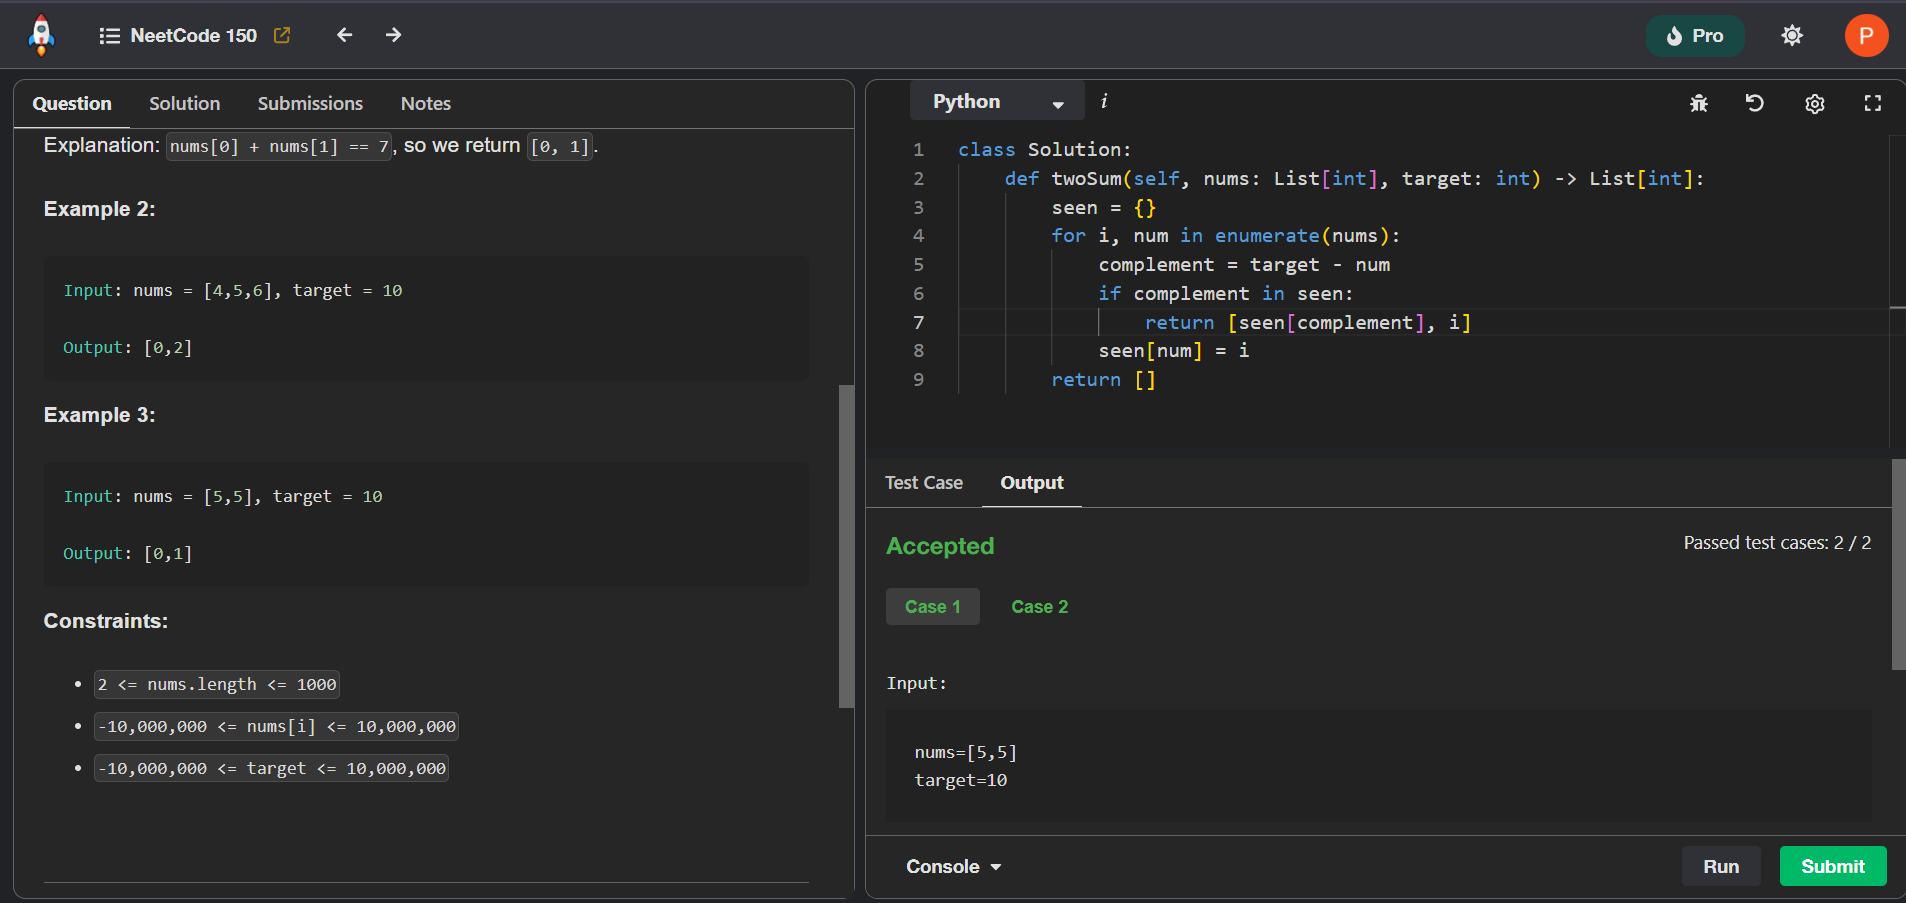 NeetCode 150
Pro
P
Question Solution Submissions Notes
Explanation: nums[0] + nums[1] == 7, so we return [0, 1].
Example 2:
Input: nums = [4,5,6], target = 10
Output: [0,2]
Example 3:
Input: nums = [5,5], target = 10
Output: [0,1]
Constraints:
• 2 <= nums.length <= 1000
• -10,000,000 <= nums[i] <= 10,000,000
• -10,000,000 <= target <= 10,000,000
Python i
1 class Solution:
2     def twoSum(self, nums: List[int], target: int) -> List[int]:
3         seen = {}
4         for i, num in enumerate(nums):
5             complement = target - num
6             if complement in seen:
7                 return [seen[complement], i]
8             seen[num] = i
9         return []
Test Case Output
Accepted Passed test cases: 2 / 2
Case 1 Case 2
Input:
nums=[5,5]
target=10
Console Run Submit